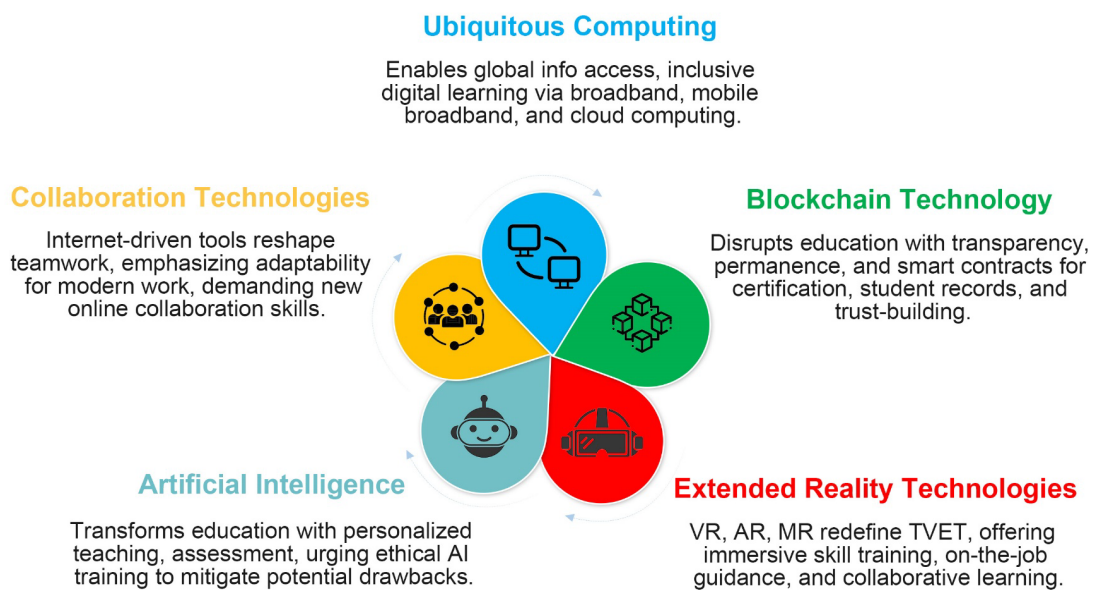 Ubiquitous Computing
Enables global info access, inclusive
digital learning via broadband, mobile
broadband, and cloud computing.
Collaboration Technologies
Internet-driven tools reshape
teamwork, emphasizing adaptability
for modern work, demanding new
online collaboration skills.
Blockchain Technology
Disrupts education with transparency,
permanence, and smart contracts for
certification, student records, and
trust-building.
Artificial Intelligence
Transforms education with personalized
teaching, assessment, urging ethical AI
training to mitigate potential drawbacks.
Extended Reality Technologies
VR, AR, MR redefine TVET, offering
immersive skill training, on-the-job
guidance, and collaborative learning.